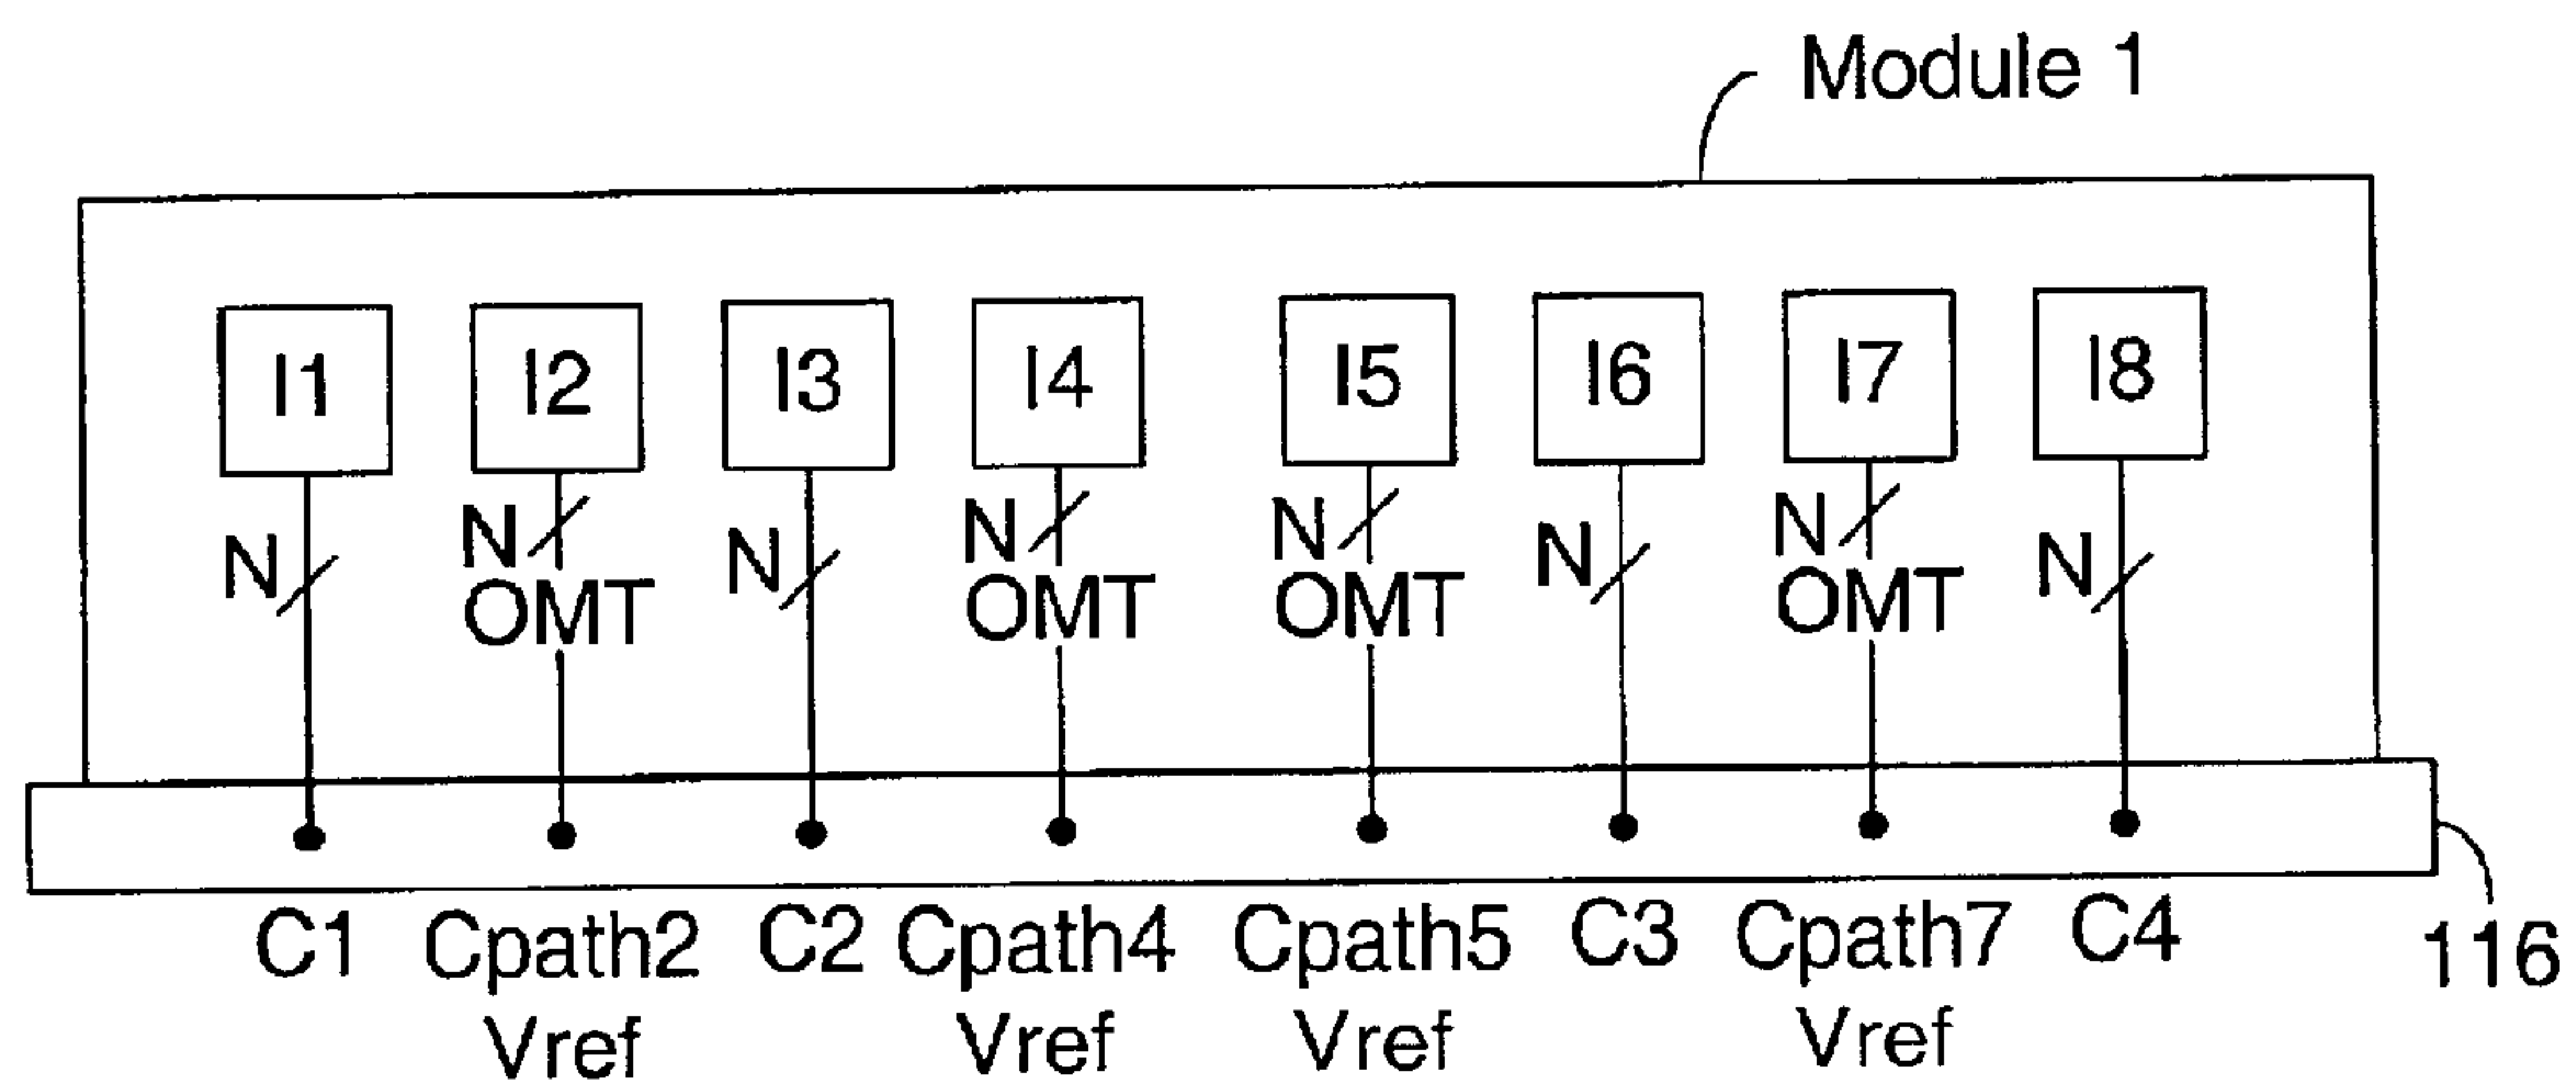 Module 1
I1 I2 I3 I4 I5 I6 I7 I8
N N N N N N N N
OMT OMT OMT OMT
C1 Cpath2 C2 Cpath4 Cpath5 C3 Cpath7 C4
Vref Vref Vref Vref
116